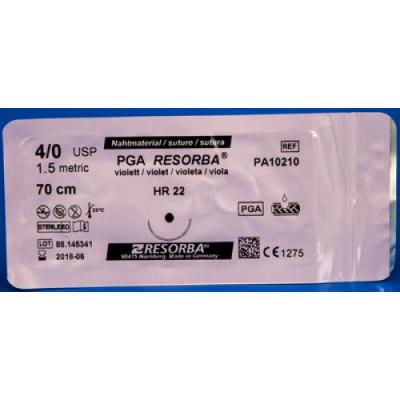 Nahtmaterial / suture / sutura
4/0 USP
1.5 metric
70 cm
PGA RESORBA®
violett / violet / violeta / viola
HR 22
REF
PA10210
PGA
25°C
STERILE EO
LOT 88.145341
2018-06
RESORBA®
90475 Nürnberg Made in Germany
CE 1275